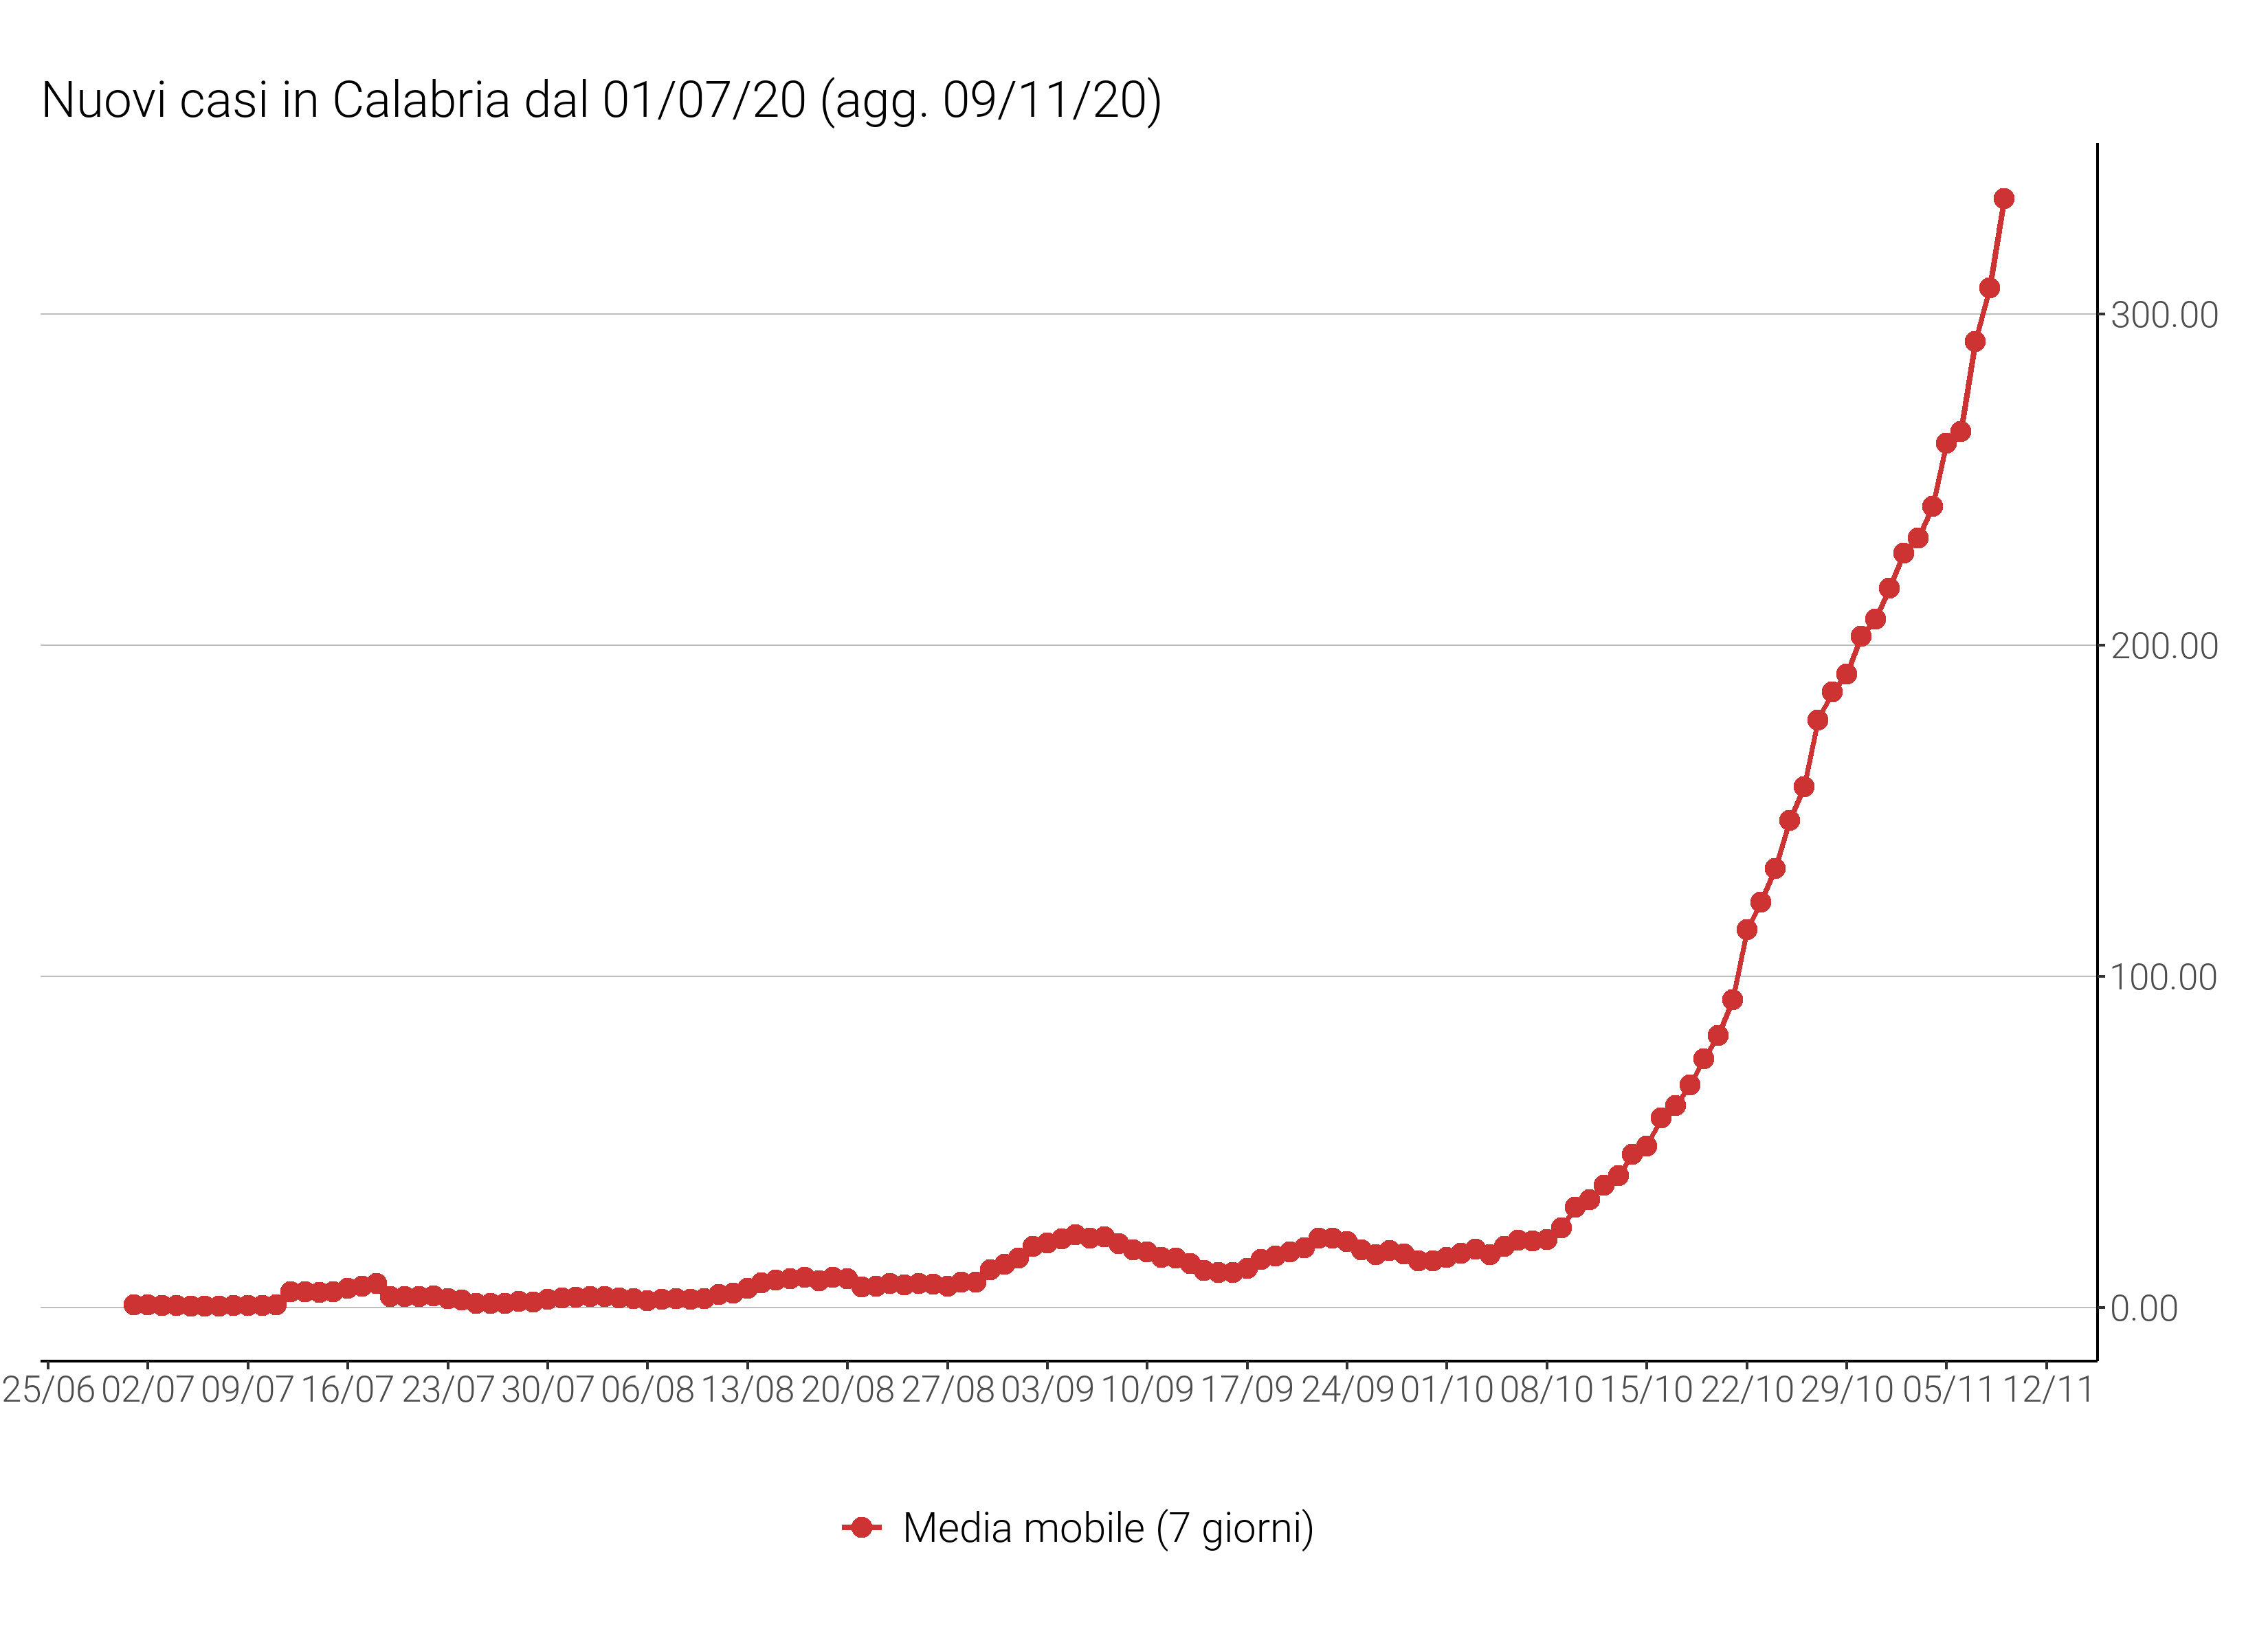 Nuovi casi in Calabria dal 01/07/20 (agg. 09/11/20)
300.00
200.00
100.00
0.00
25/06 02/07 09/07 16/07 23/07 30/07 06/08 13/08 20/08 27/08 03/09 10/09 17/09 24/09 01/10 08/10 15/10 22/10 29/10 05/11 12/11
Media mobile (7 giorni)